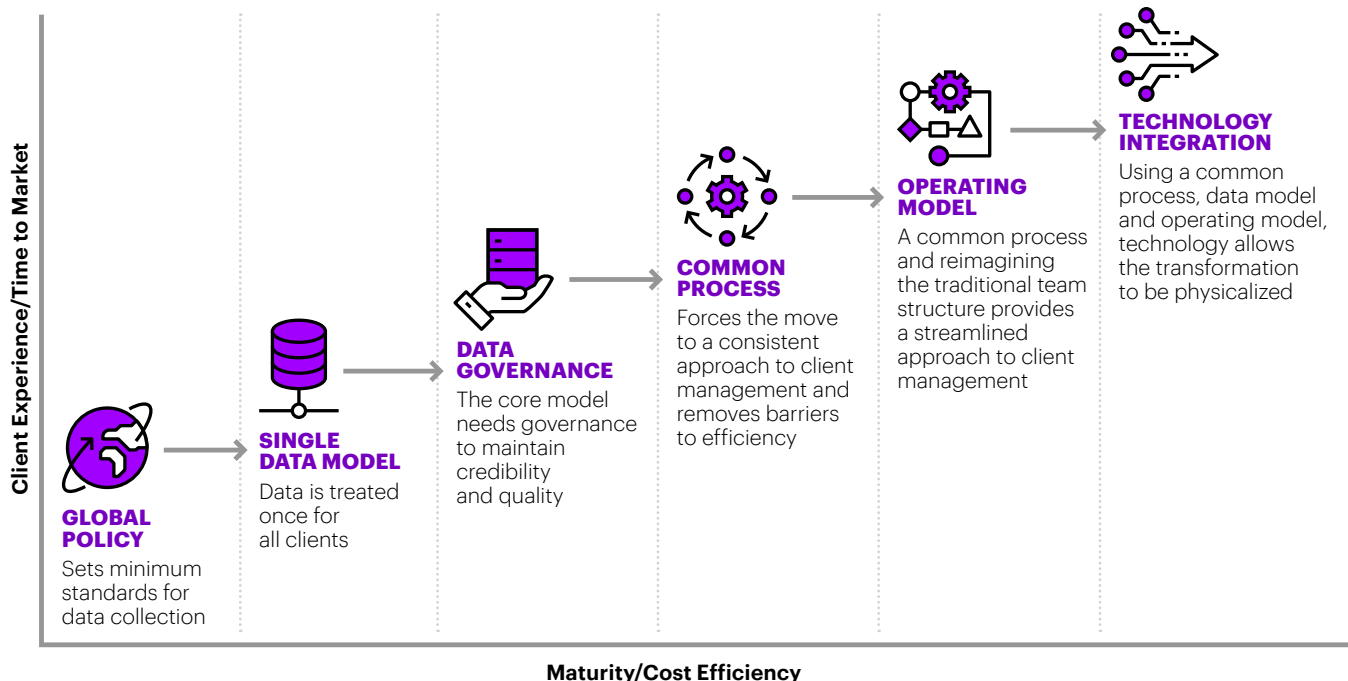 Client Experience/Time to Market
GLOBAL
POLICY
Sets minimum
standards for
data collection
SINGLE
DATA MODEL
Data is treated
once for
all clients
DATA
GOVERNANCE
The core model
needs governance
to maintain
credibility
and quality
COMMON
PROCESS
Forces the move
to a consistent
approach to client
management and
removes barriers
to efficiency
OPERATING
MODEL
A common process
and reimagining
the traditional team
structure provides
a streamlined
approach to client
management
TECHNOLOGY
INTEGRATION
Using a common
process, data model
and operating model,
technology allows
the transformation
to be physicalized
Maturity/Cost Efficiency